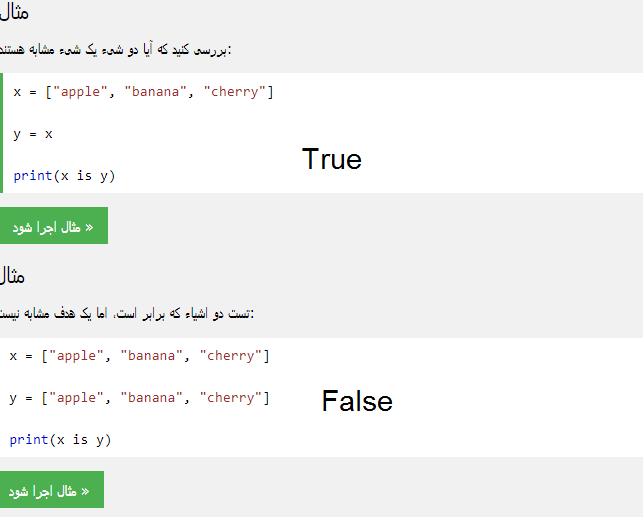 مثال
بررسی کنید که آیا دو شیء یک شیء مشابه هستند:
x = ["apple", "banana", "cherry"]
y = x
True
print(x is y)
مثال اجرا شود »
مثال
تست دو اشیاء که برابر است، اما یک هدف مشابه نیست:
x = ["apple", "banana", "cherry"]
y = ["apple", "banana", "cherry"]
False
print(x is y)
مثال اجرا شود »